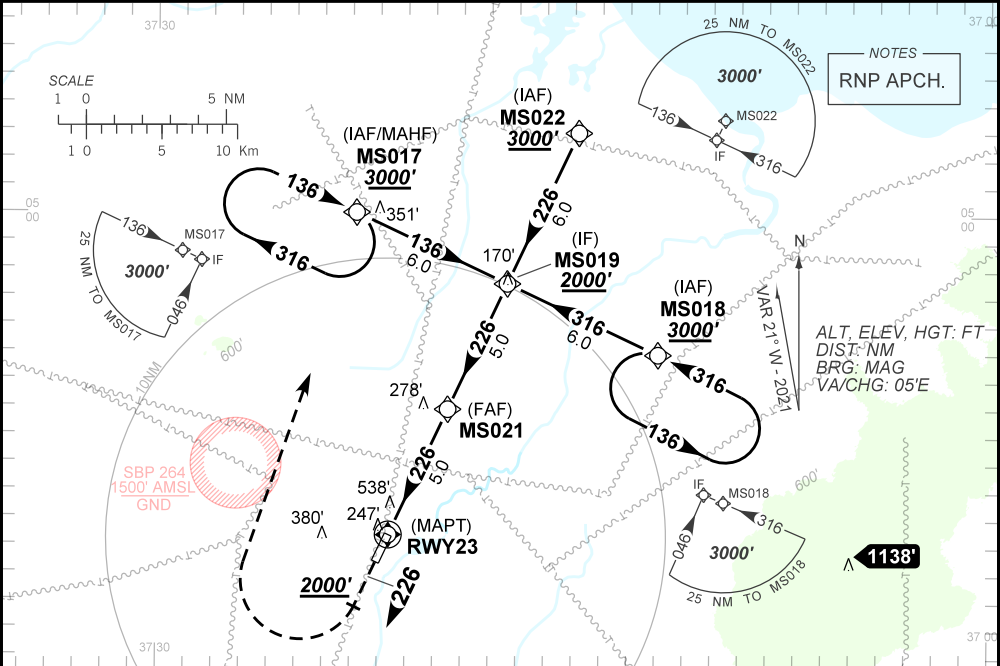 37 30
37 00
SCALE
1 0 5 NM
1 0 5 10 Km
25 NM TO MS022
3000'
136
MS022
IF
316
NOTES
RNP APCH.
(IAF)
MS022
3000'
(IAF/MAHF)
MS017
3000'
136
351'
316
136
6.0
226
6.0
05
00
05
00
136
MS017
IF
3000'
046
25 NM TO MS017
170'
(IF)
MS019
2000'
N
VAR 21° W - 2021
ALT, ELEV, HGT: FT
DIST: NM
BRG: MAG
VA/CHG: 05'E
(IAF)
MS018
3000'
316
6.0
316
136
600'
10NM
226
5.0
278'
(FAF)
MS021
226
5.0
SBP 264
1500' AMSL
GND
538'
247'
380'
(MAPT)
RWY23
2000'
226
600'
IF
MS018
316
046
3000'
25 NM TO MS018
1138'
37 30
37 00